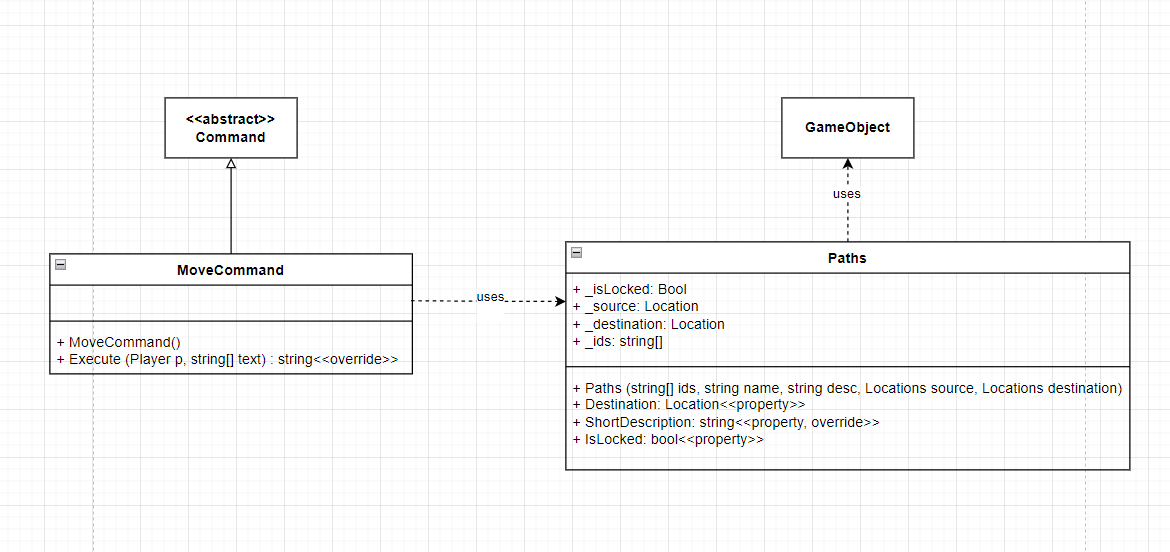 <<abstract>>
Command
GameObject
uses
MoveCommand
+ MoveCommand()
+ Execute (Player p, string[] text) : string<<override>>
uses
Paths
+ _isLocked: Bool
+ _source: Location
+ _destination: Location
+ _ids: string[]
+ Paths (string[] ids, string name, string desc, Locations source, Locations destination)
+ Destination: Location<<property>>
+ ShortDescription: string<<property, override>>
+ IsLocked: bool<<property>>